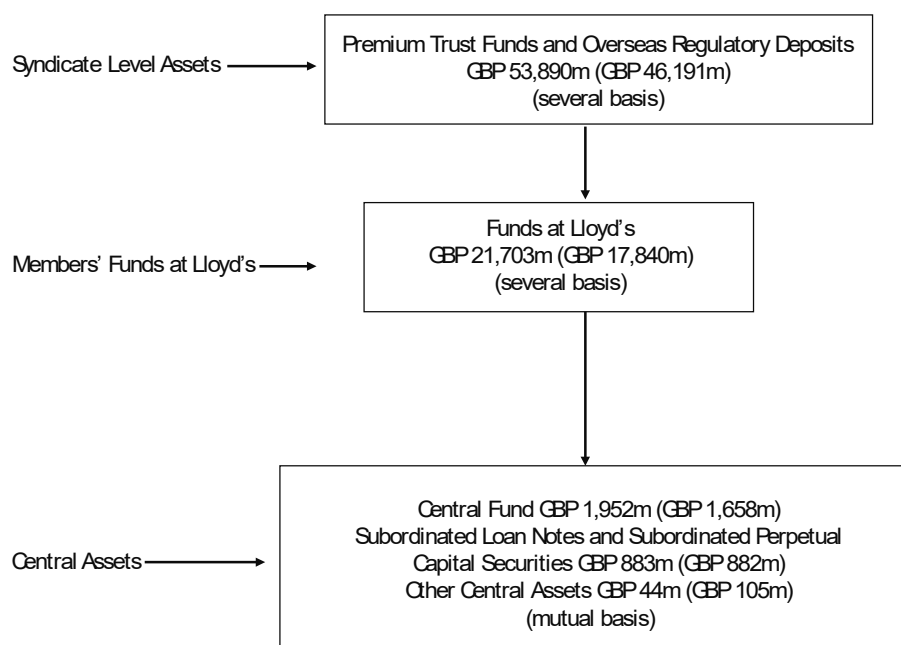 Premium Trust Funds and Overseas Regulatory Deposits
Syndicate Level Assets
GBP 53,890m (GBP 46,191m)
(several basis)
Funds at Lloyd's
GBP 21,703m (GBP 17,840m)
Members' Funds at Lloyd's
(several basis)
Central Fund GBP 1,952m (GBP 1,658m)
Subordinated Loan Notes and Subordinated Perpetual
Central Assets
Capital Securities GBP 883m (GBP 882m)
Other Central Assets GBP 44m (GBP 105m)
(mutual basis)